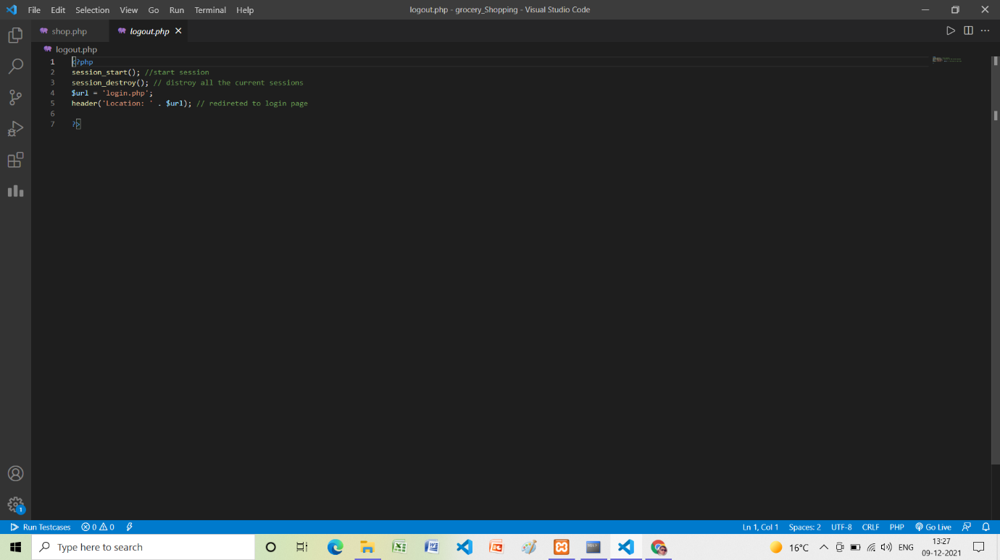 File Edit Selection View Go Run Terminal Help
logout.php - grocery_Shopping - Visual Studio Code
shop.php
logout.php
logout.php
1 <?php
2 session_start(); //start session
3 session_destroy(); // distroy all the current sessions
4 $url = 'login.php';
5 header('Location: ' . $url); // redireted to login page
6
7 ?>
1
Run Testcases 0 0
Ln 1, Col 1 Spaces: 2 UTF-8 CRLF PHP Go Live
Type here to search
16°C
ENG
13:27
09-12-2021